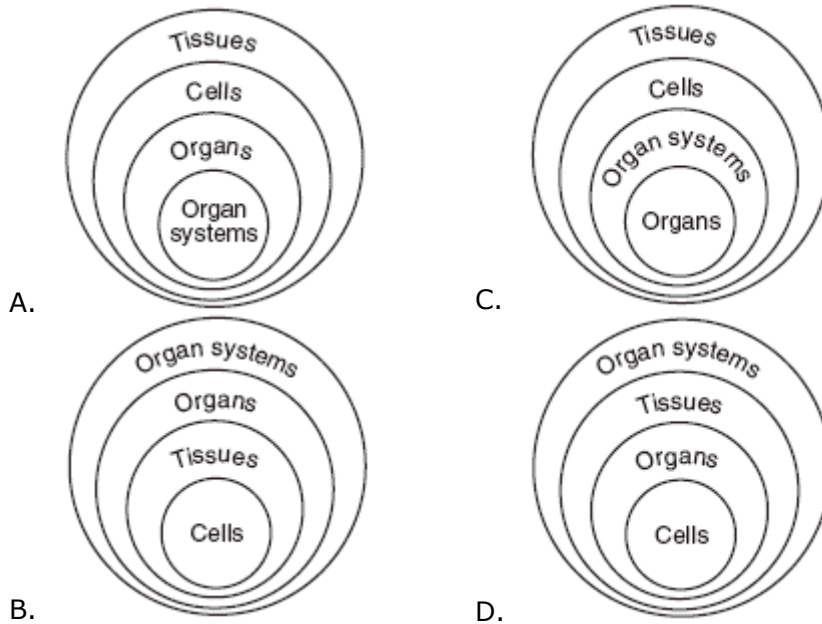 Tissues
Cells
Organs
Organ
systems
A.
Tissues
Cells
Organ systems
Organs
C.
Organ systems
Organs
Tissues
Cells
B.
Organ systems
Tissues
Organs
Cells
D.